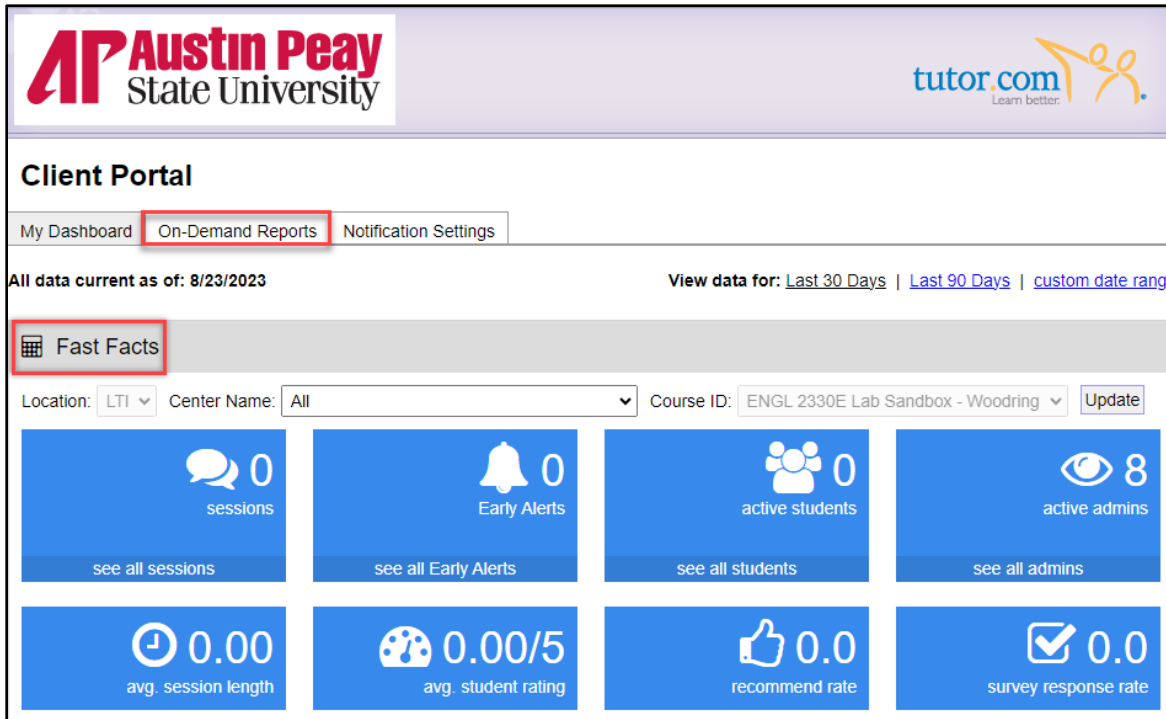 AP Austin Peay
State University
tutor.com
Learn better.
Client Portal
My Dashboard On-Demand Reports Notification Settings
All data current as of: 8/23/2023 View data for: Last 30 Days | Last 90 Days | custom date rang
Fast Facts
Location: LTI Center Name: All Course ID: ENGL 2330E Lab Sandbox - Woodring Update
0 0 0 8
sessions Early Alerts active students active admins
see all sessions see all Early Alerts see all students see all admins
0.00 0.00/5 0.0 0.0
avg. session length avg. student rating recommend rate survey response rate